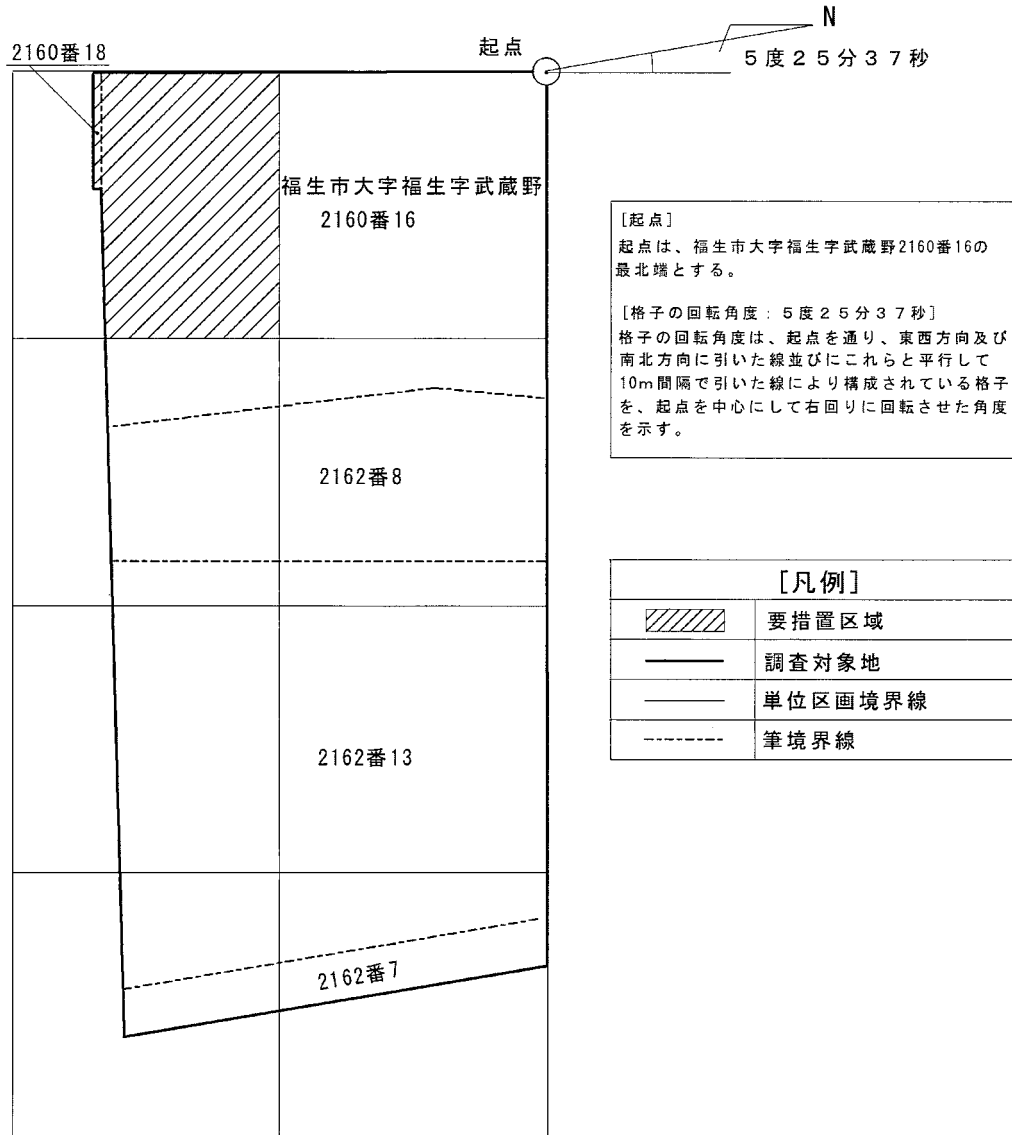 N
5度25分37秒
起点
2160番18
福生市大字福生字武蔵野
2160番16
2162番8
2162番13
2162番7
[起点]
起点は、福生市大字福生字武蔵野2160番16の
最北端とする。
[格子の回転角度:5度25分37秒]
格子の回転角度は、起点を通り、東西方向及び
南北方向に引いた線並びにこれらと平行して
10m間隔で引いた線により構成されている格子
を、起点を中心にして右回りに回転させた角度
を示す。
[凡例]
要措置区域
調査対象地
単位区画境界線
筆境界線